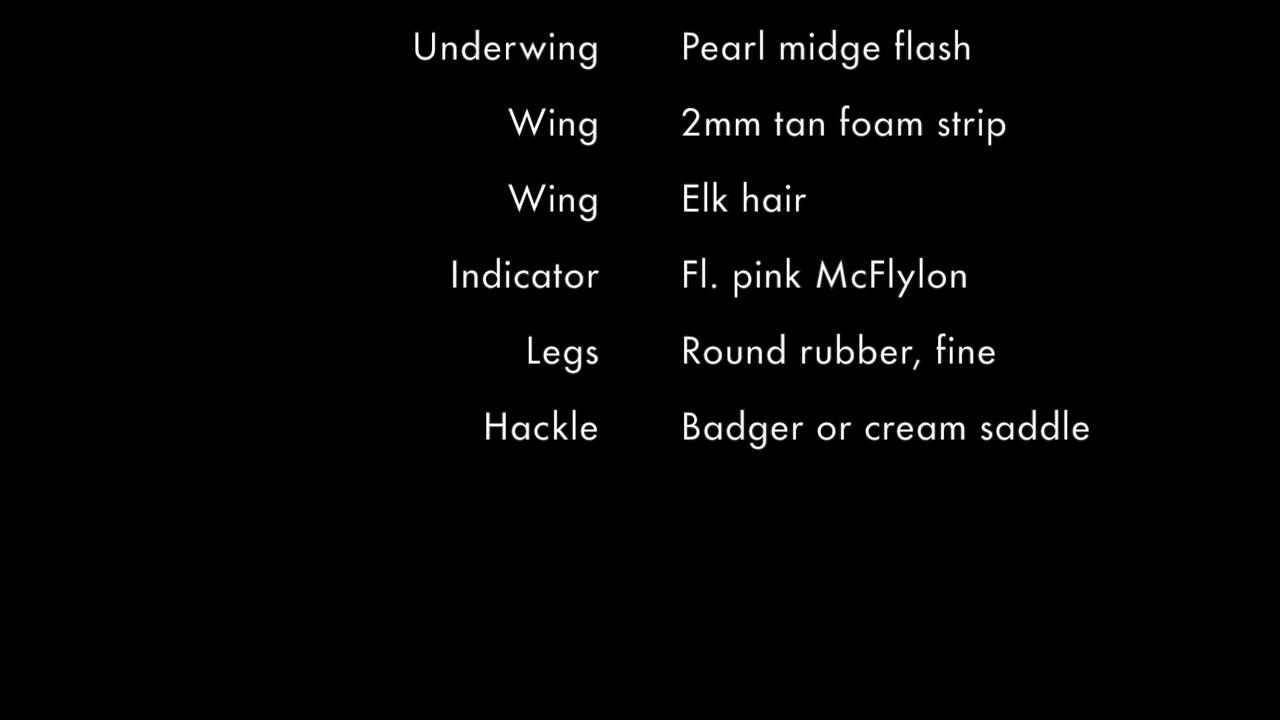 Underwing Pearl midge flash
Wing 2mm tan foam strip
Wing Elk hair
Indicator Fl. pink McFlylon
Legs Round rubber, fine
Hackle Badger or cream saddle